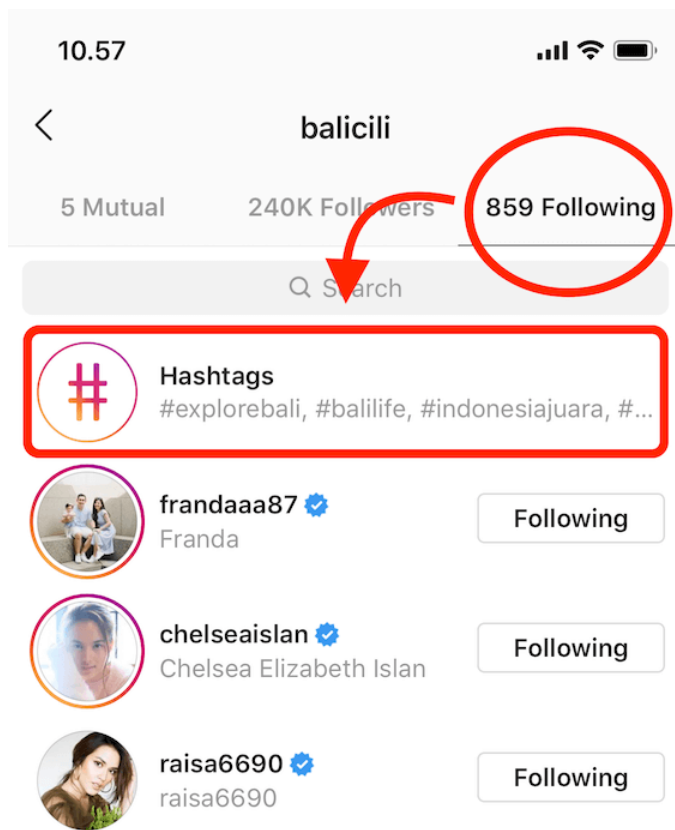 10.57
balicili
5 Mutual 240K Followers 859 Following
Search
Hashtags
#explorebali, #balilife, #indonesiajuara, #...
frandaaa87
Franda
Following
chelseaislan
Chelsea Elizabeth Islan
Following
raisa6690
raisa6690
Following